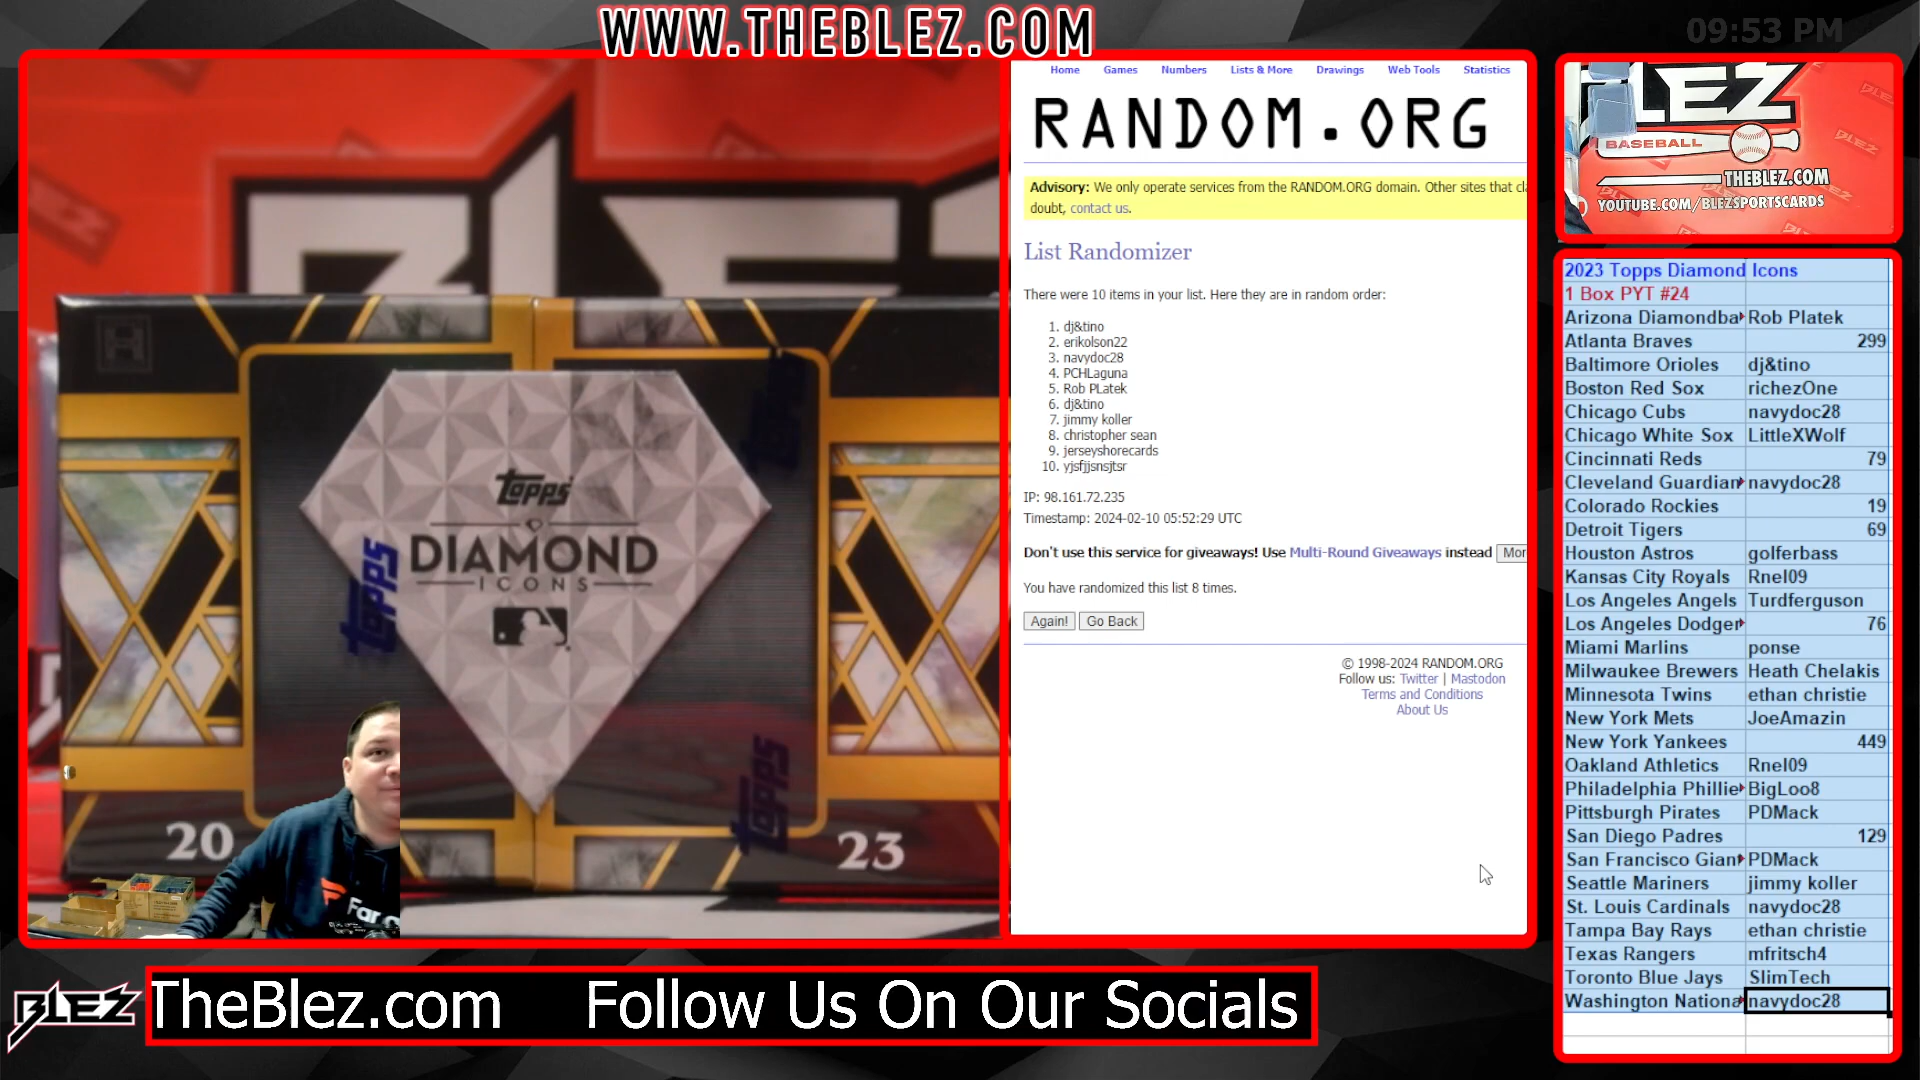 WWW.THEBLEZ.COM
09:53 PM
20
23
topps
DIAMOND
ICONS
topps
topps
Home Games Numbers Lists & More Drawings Web Tools Statistics
RANDOM.ORG
Advisory: We only operate services from the RANDOM.ORG domain. Other sites that
doubt, contact us.
List Randomizer
There were 10 items in your list. Here they are in random order:
1. dj&tino
2. erikolson22
3. navydoc28
4. PCHLaguna
5. Rob PLatek
6. dj&tino
7. jimmy koller
8. christopher sean
9. jerseyshorecards
10. yjsfjjsnsjtsr
IP: 98.161.72.235
Timestamp: 2024-02-10 05:52:29 UTC
Don't use this service for giveaways! Use Multi-Round Giveaways instead
You have randomized this list 8 times.
Again! Go Back
© 1998-2024 RANDOM.ORG
Follow us: Twitter | Mastodon
Terms and Conditions
About Us
BASEBALL
THEBLEZ.COM
YOUTUBE.COM/BLEZSPORTSCARDS
2023 Topps Diamond Icons
1 Box PYT #24
Arizona Diamondba Rob Platek
Atlanta Braves 299
Baltimore Orioles dj&tino
Boston Red Sox richezOne
Chicago Cubs navydoc28
Chicago White Sox LittleXWolf
Cincinnati Reds 79
Cleveland Guardian navydoc28
Colorado Rockies 19
Detroit Tigers 69
Houston Astros golferbass
Kansas City Royals Rnel09
Los Angeles Angels Turdferguson
Los Angeles Dodger 76
Miami Marlins ponse
Milwaukee Brewers Heath Chelakis
Minnesota Twins ethan christie
New York Mets JoeAmazin
New York Yankees 449
Oakland Athletics Rnel09
Philadelphia Phillie BigLoo8
Pittsburgh Pirates PDMack
San Diego Padres 129
San Francisco Gian PDMack
Seattle Mariners jimmy koller
St. Louis Cardinals navydoc28
Tampa Bay Rays ethan christie
Texas Rangers mfritsch4
Toronto Blue Jays SlimTech
Washington Nationa navydoc28
BLEZ
TheBlez.com Follow Us On Our Socials